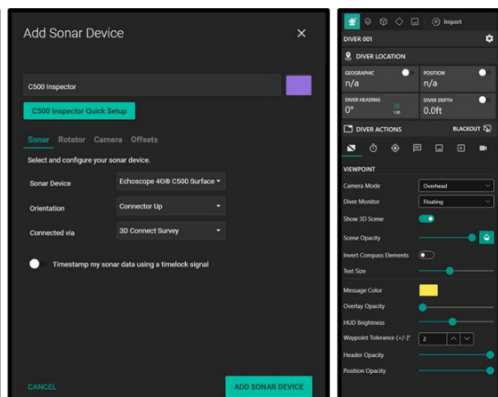 Add Sonar Device
C500 Inspector
C500 Inspector Quick Setup
Sonar Rotator Camera Offsets
Select and configure your sonar device.
Sonar Device Echoscope 4G® C500 Surface
Orientation Connector Up
Connected via 3D Connect Survey
Timestamp my sonar data using a timelock signal
CANCEL ADD SONAR DEVICE
Import
DIVER 001
DIVER LOCATION
GEOGRAPHIC POSITION
n/a n/a
DIVER HEADING DIVER DEPTH
0° 0.0ft
DIVER ACTIONS BLACKOUT
VIEWPOINT
Camera Mode Overhead
Diver Monitor Floating
Show 3D Scene
Scene Opacity
Invert Compass Elements
Text Size
Message Color
Overlay Opacity
HUD Brightness
Waypoint Tolerance (+/-)° 2
Header Opacity
Position Opacity